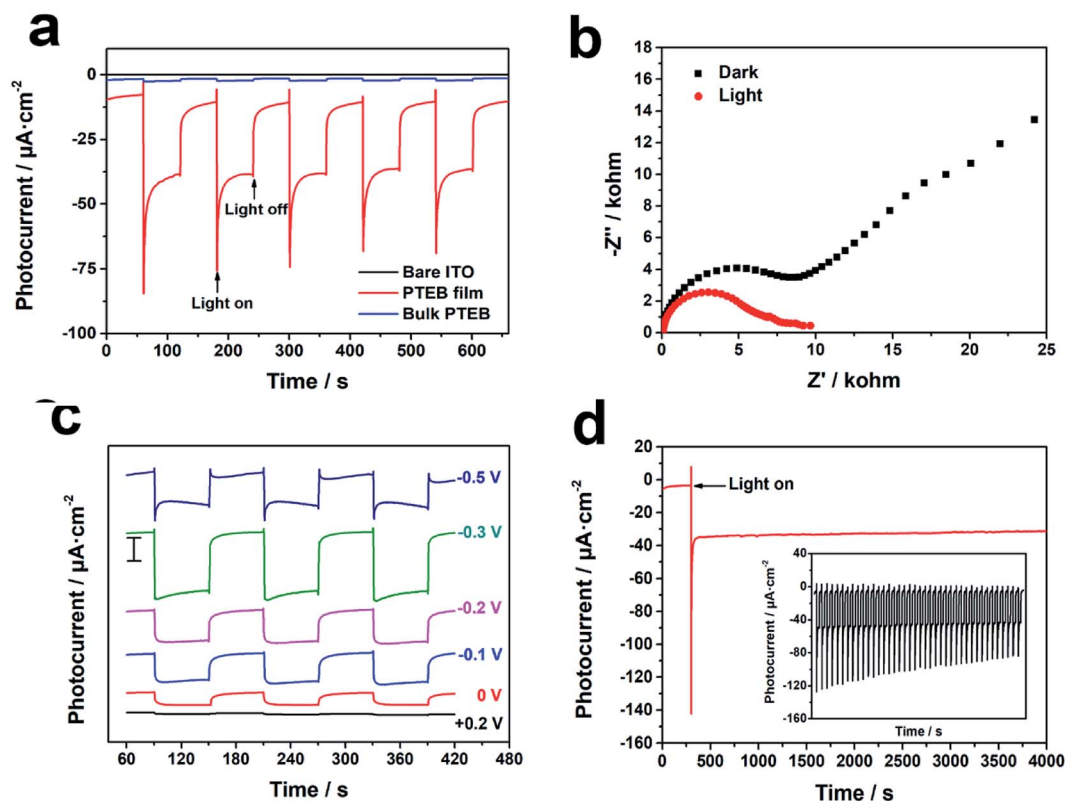 a
Photocurrent / μA·cm⁻²
0
-25
-50
-75
-100
Light off
Light on
Bare ITO
PTEB film
Bulk PTEB
0 100 200 300 400 500 600
Time / s
b
-Z'' / kohm
18
16
14
12
10
8
6
4
2
0
Dark
Light
0 5 10 15 20 25
Z' / kohm
c
Photocurrent / μA·cm⁻²
-0.5 V
-0.3 V
-0.2 V
-0.1 V
0 V
+0.2 V
60 120 180 240 300 360 420 480
Time / s
d
Photocurrent / μA·cm⁻²
20
0
-20
-40
-60
-80
-100
-120
-140
-160
Light on
Photocurrent / μA·cm⁻²
40
0
-40
-80
-120
-160
Time / s
0 500 1000 1500 2000 2500 3000 3500 4000
Time / s